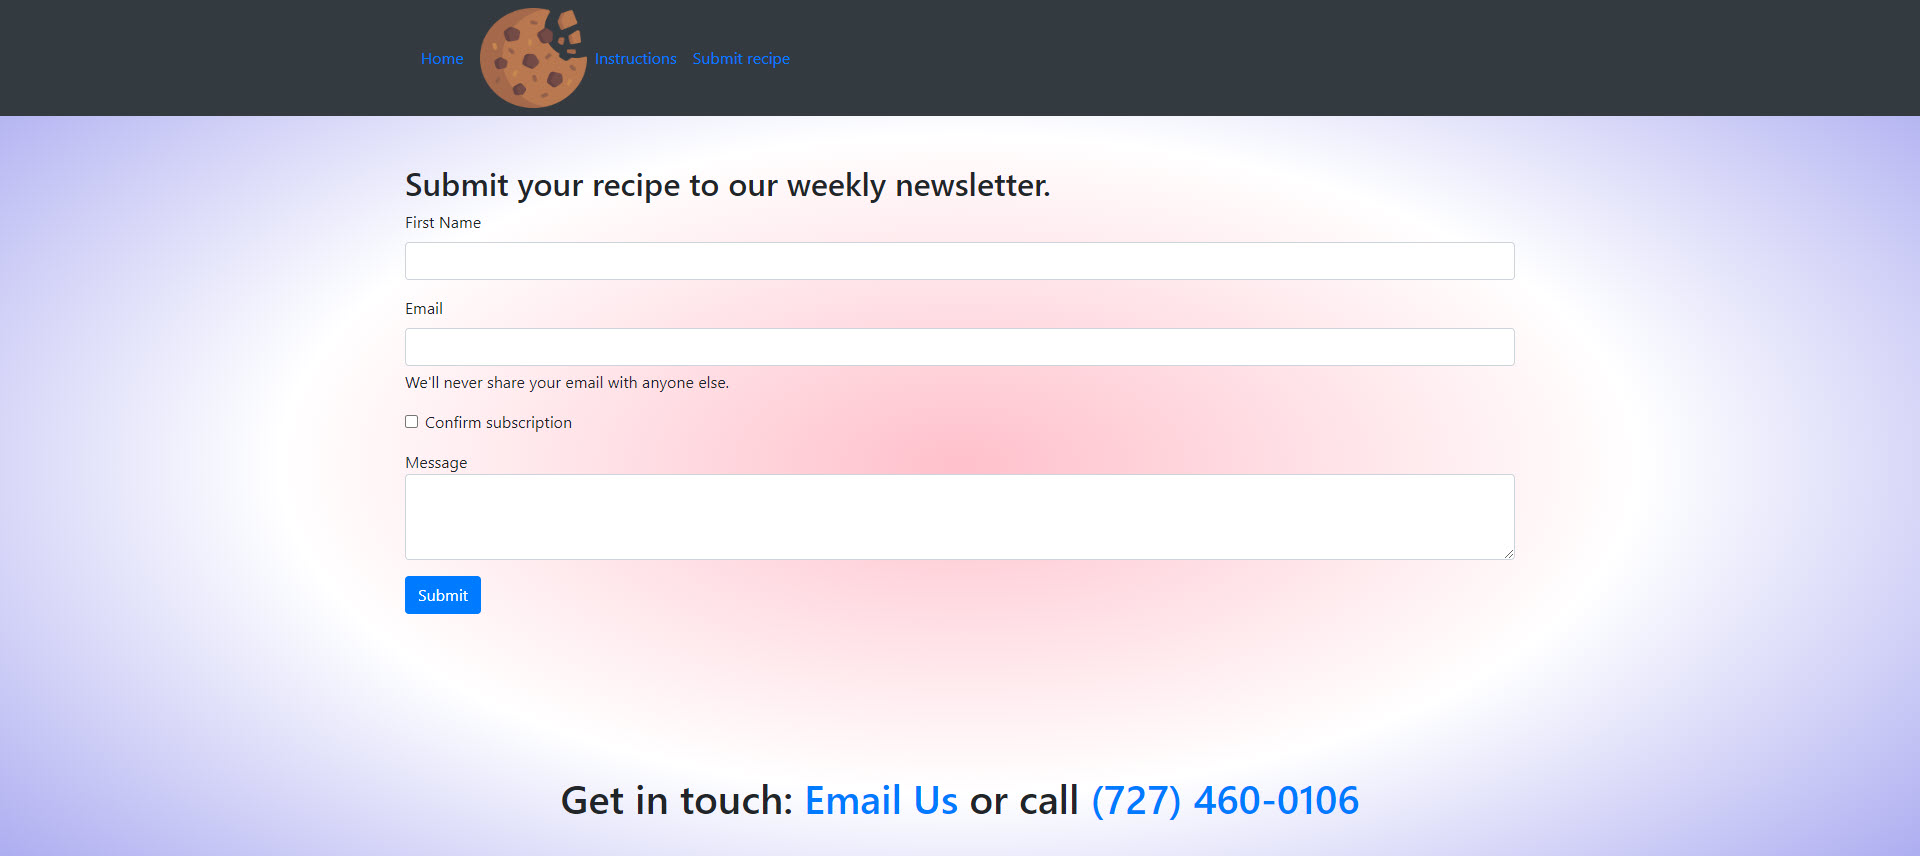 Home Instructions Submit recipe
Submit your recipe to our weekly newsletter.
First Name
Email
We'll never share your email with anyone else.
Confirm subscription
Message
Submit
Get in touch: Email Us or call (727) 460-0106